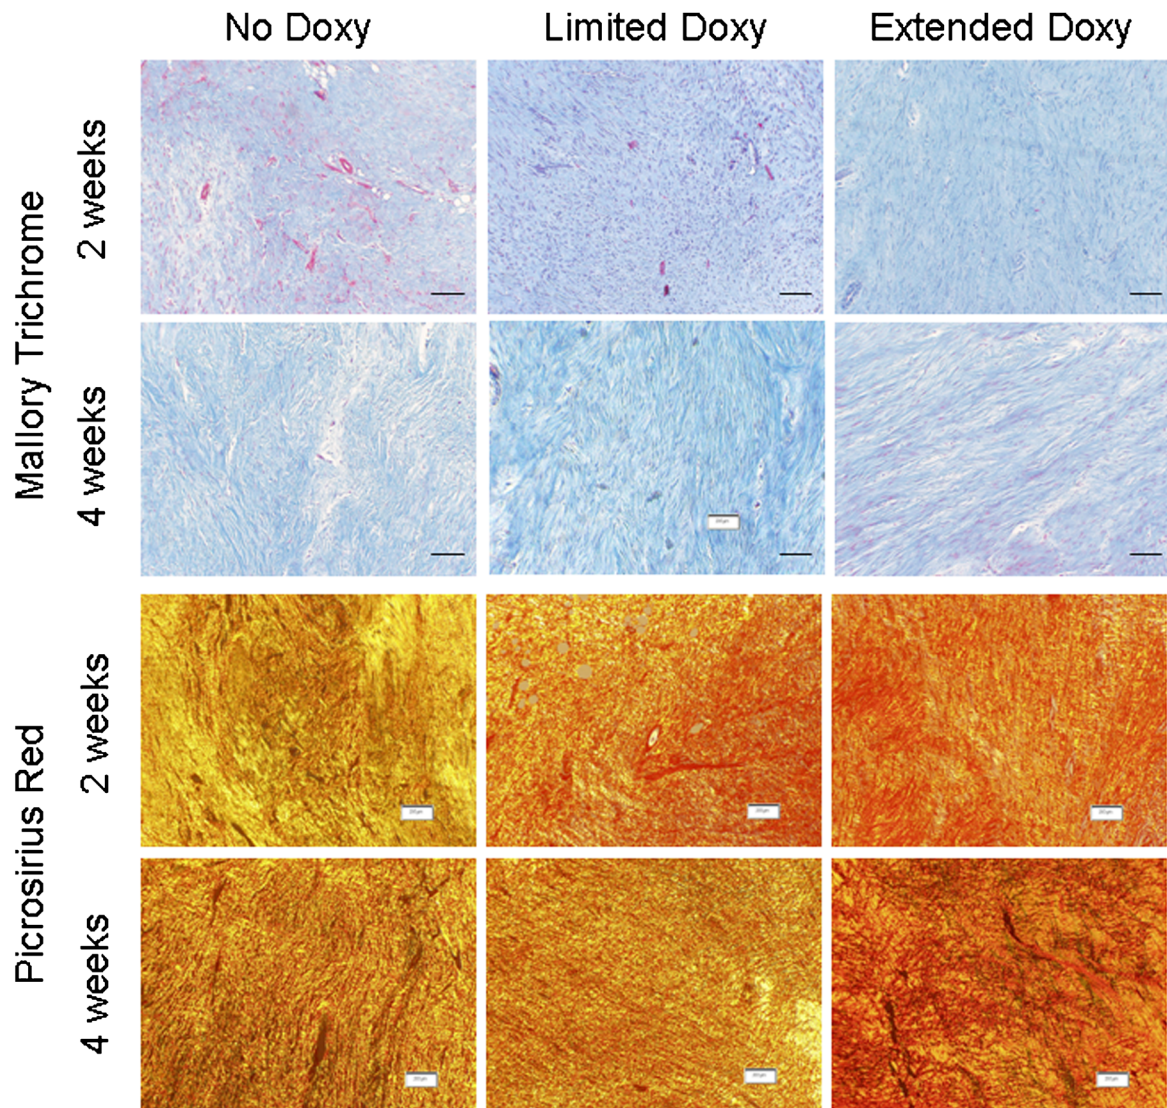 No Doxy Limited Doxy Extended Doxy
Mallory Trichrome
2 weeks
4 weeks
Picrosirius Red
2 weeks
4 weeks